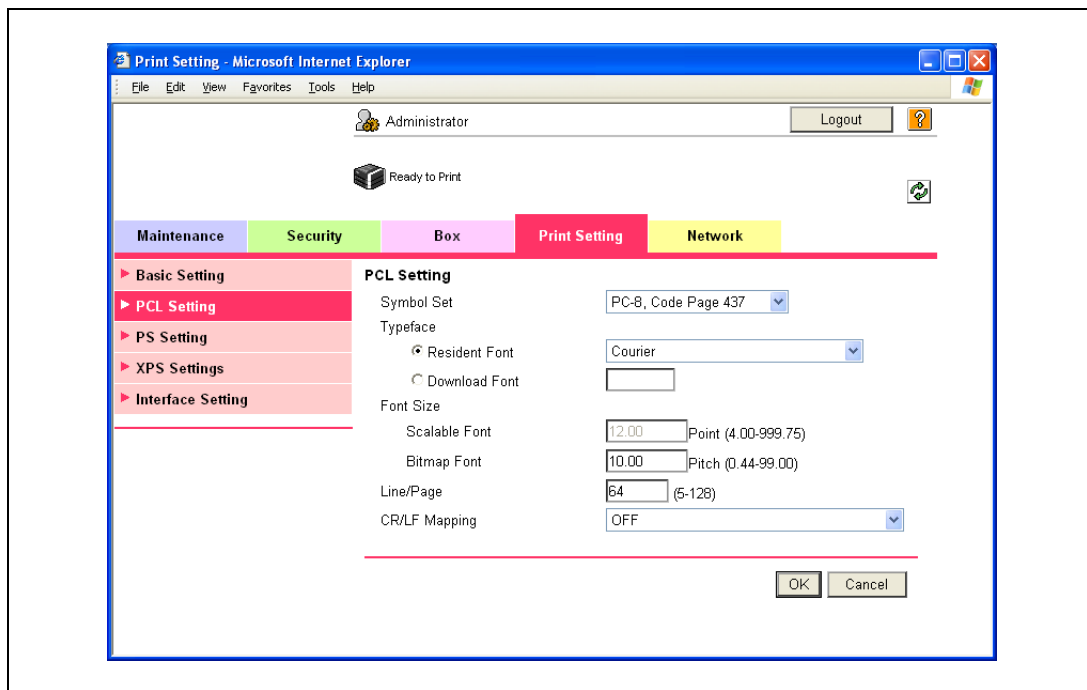 Print Setting - Microsoft Internet Explorer
File Edit View Favorites Tools Help
Administrator Logout ?
Ready to Print
Maintenance Security Box Print Setting Network
Basic Setting
PCL Setting
PS Setting
XPS Settings
Interface Setting
PCL Setting
Symbol Set PC-8, Code Page 437
Typeface
Resident Font Courier
Download Font
Font Size
Scalable Font 12.00 Point (4.00-999.75)
Bitmap Font 10.00 Pitch (0.44-99.00)
Line/Page 64 (5-128)
CR/LF Mapping OFF
OK Cancel